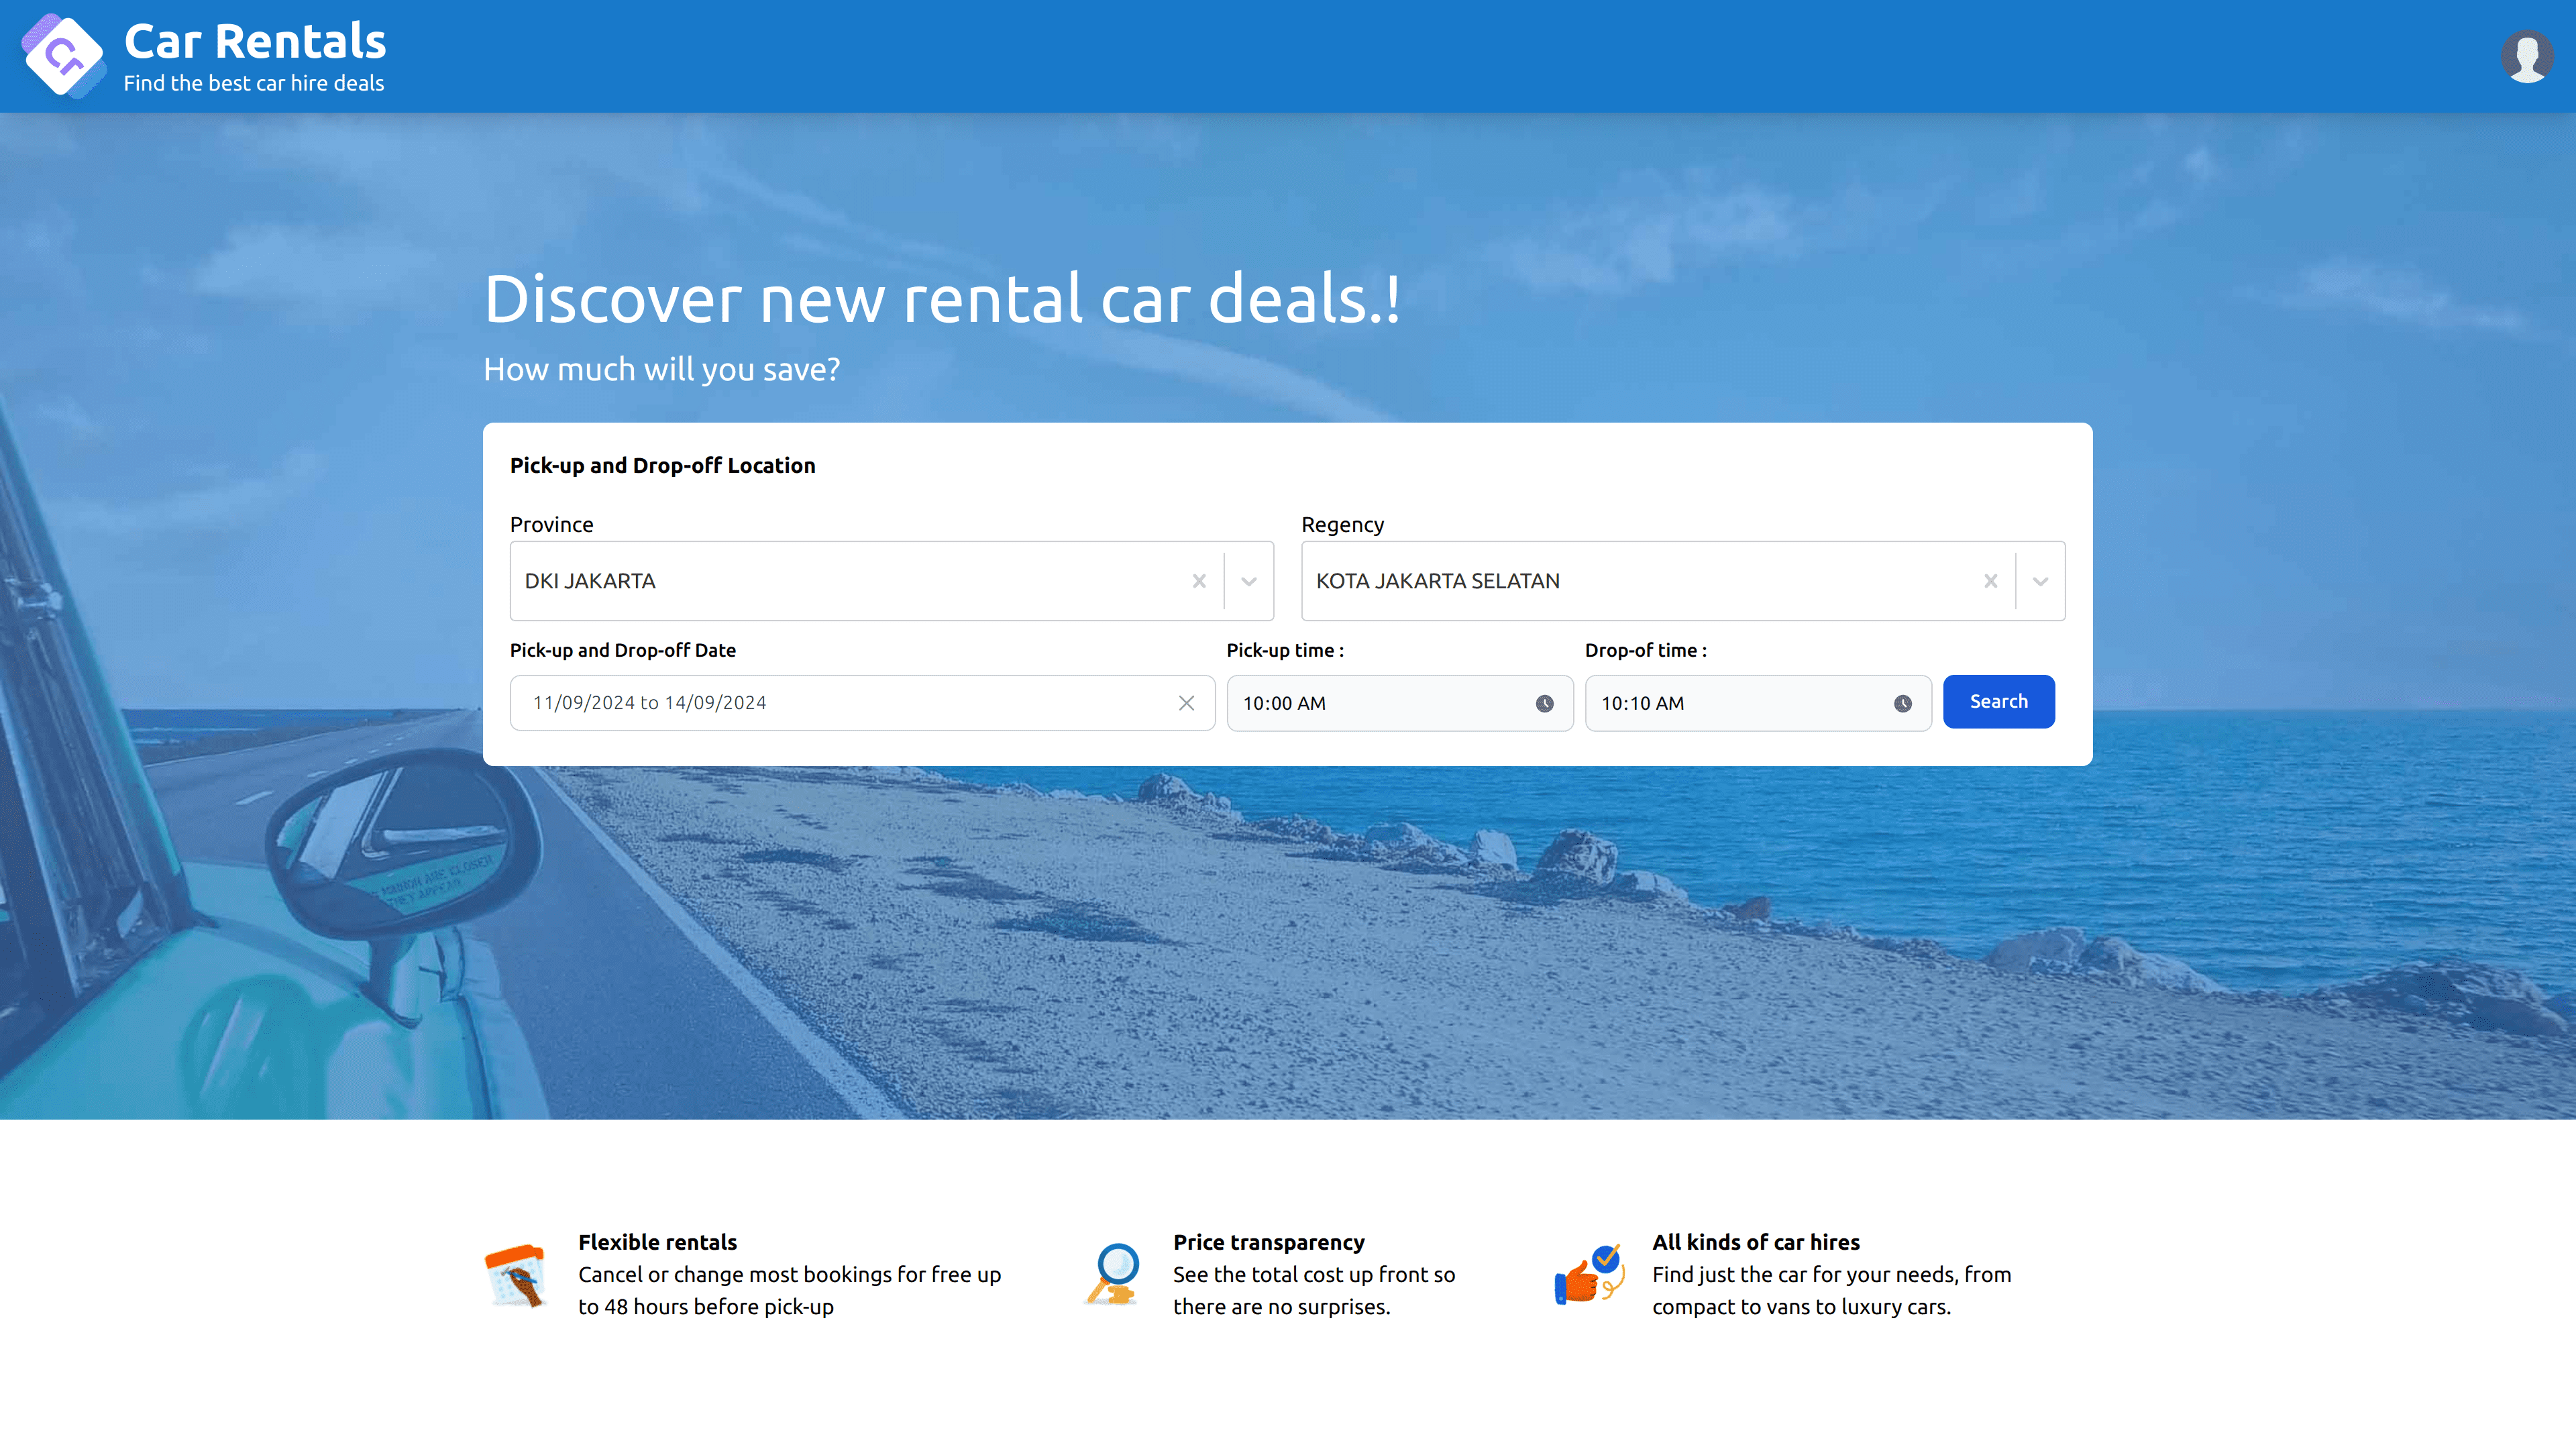 Car Rentals
Find the best car hire deals
Discover new rental car deals.!
How much will you save?
Pick-up and Drop-off Location
Province
Regency
DKI JAKARTA
KOTA JAKARTA SELATAN
Pick-up and Drop-off Date
Pick-up time :
Drop-of time :
11/09/2024 to 14/09/2024
10:00 AM
10:10 AM
Search
CLOSER
THEY APPEAR
Flexible rentals
Cancel or change most bookings for free up
to 48 hours before pick-up
Price transparency
See the total cost up front so
there are no surprises.
All kinds of car hires
Find just the car for your needs, from
compact to vans to luxury cars.